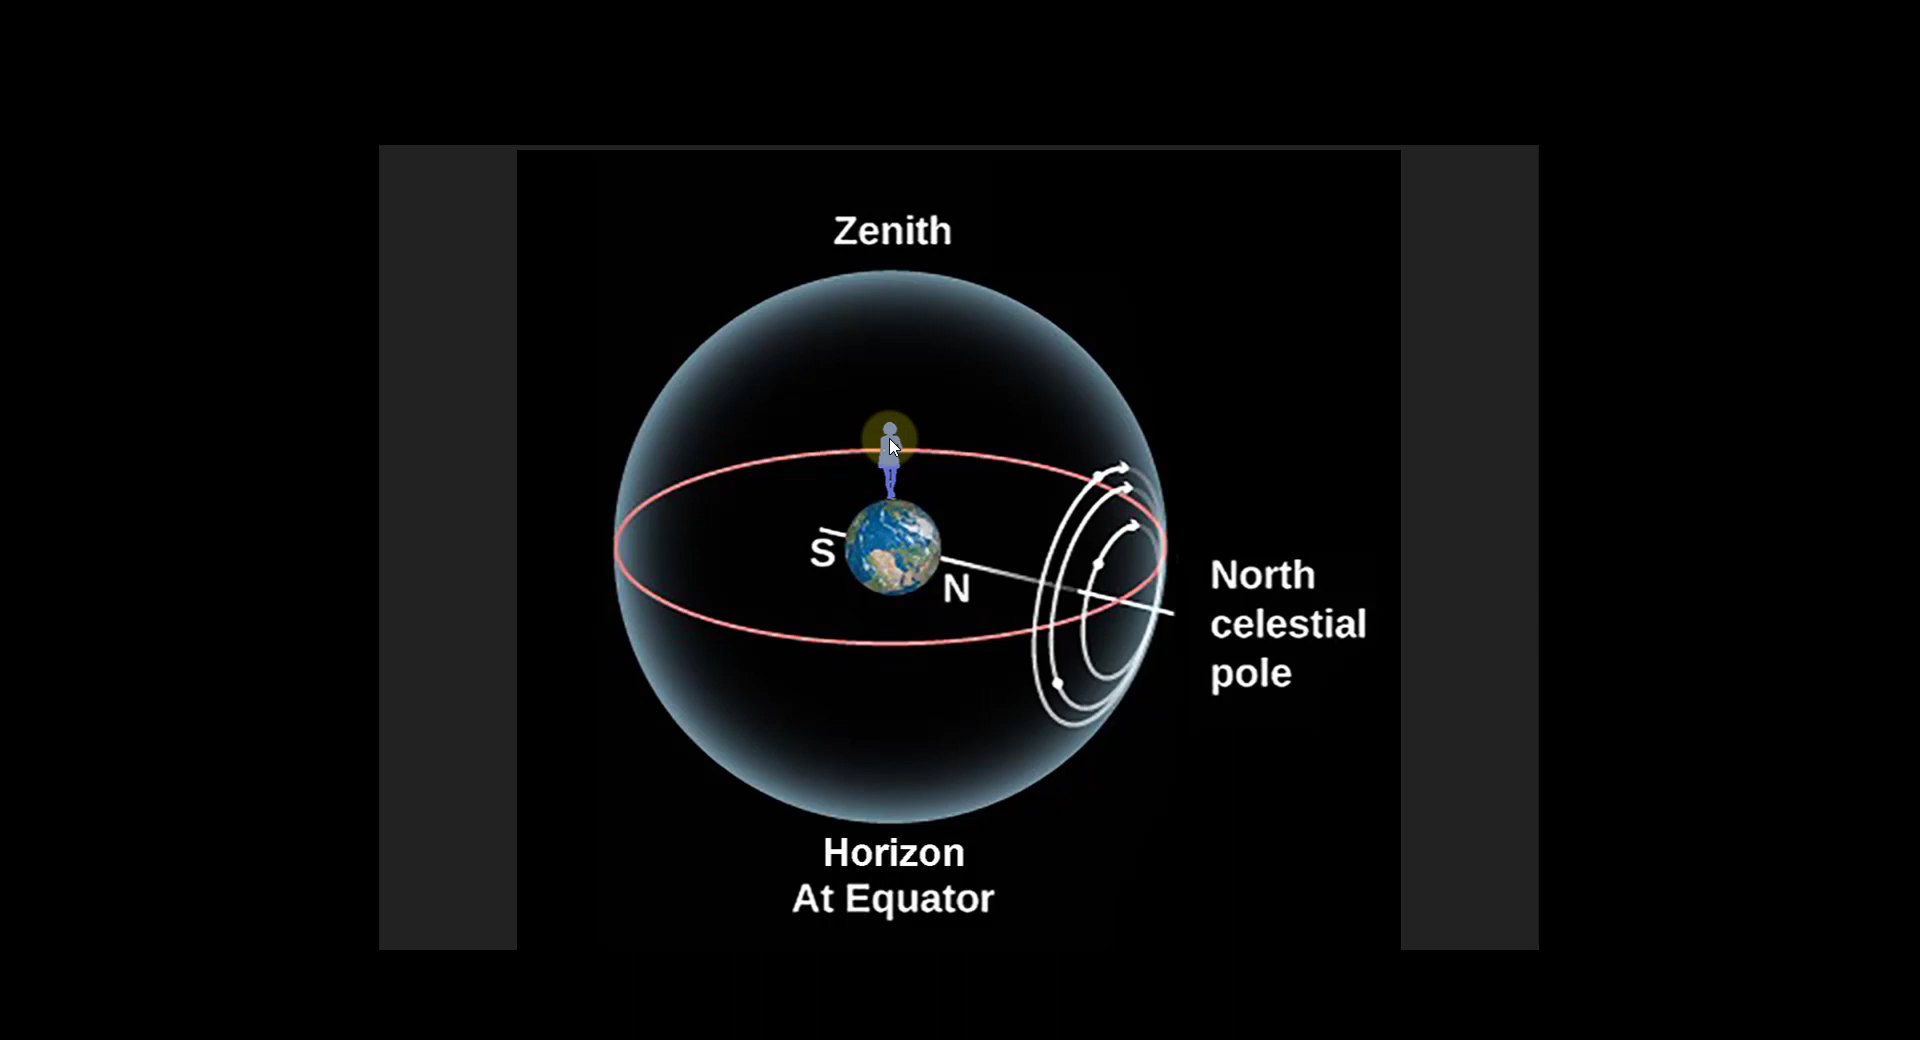 Zenith
S
N
North
celestial
pole
Horizon
At Equator